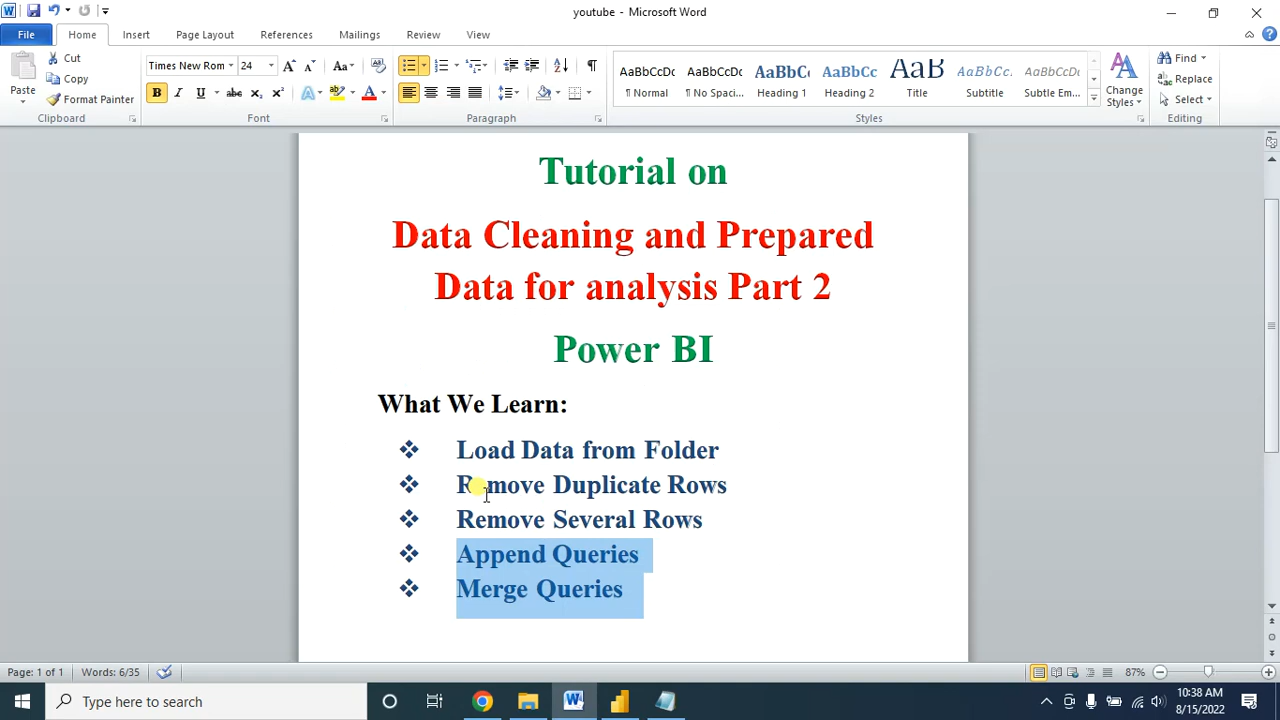 youtube - Microsoft Word
File Home Insert Page Layout References Mailings Review View
Paste
Cut
Copy
Format Painter
Clipboard
Times New Rom 24
Font
Paragraph
AaBbCcDc AaBbCcDc AaBbCc AaBbCc AaB AaBbCc. AaBbCcDc
¶ Normal ¶ No Spaci... Heading 1 Heading 2 Title Subtitle Subtle Em...
Change Styles
Styles
Find
Replace
Select
Editing
Tutorial on
Data Cleaning and Prepared
Data for analysis Part 2
Power BI
What We Learn:
❖ Load Data from Folder
❖ Remove Duplicate Rows
❖ Remove Several Rows
❖ Append Queries
❖ Merge Queries
Page: 1 of 1 Words: 6/35 87%
Type here to search
10:38 AM
8/15/2022